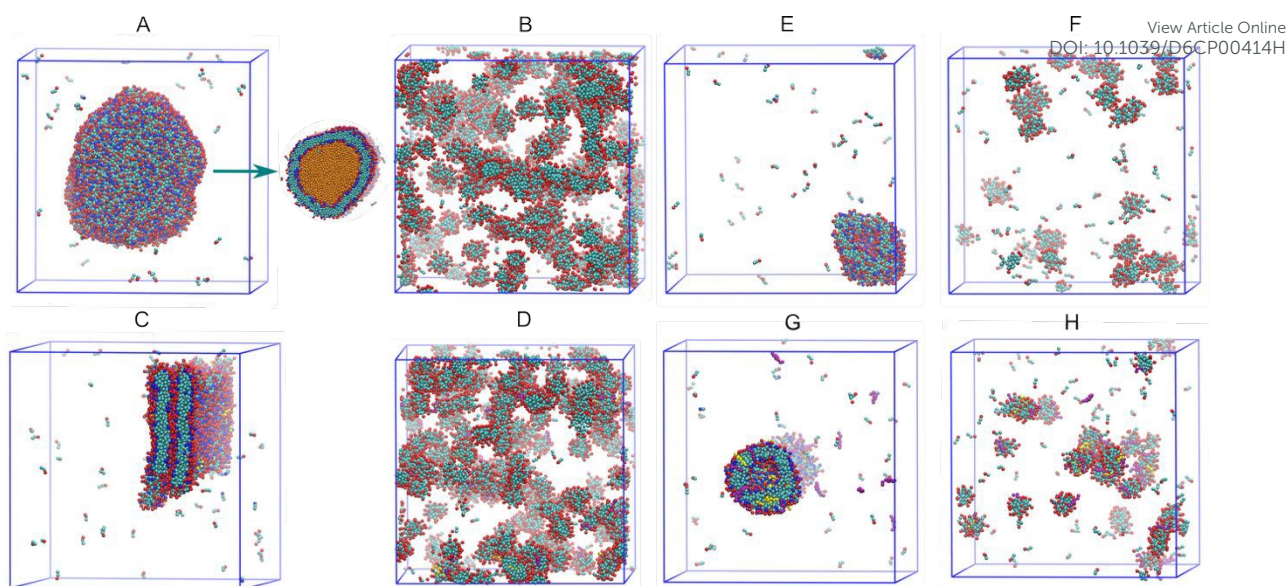 A
B
E
F
View Article Online
DOI: 10.1039/D6CP00414H
C
D
G
H